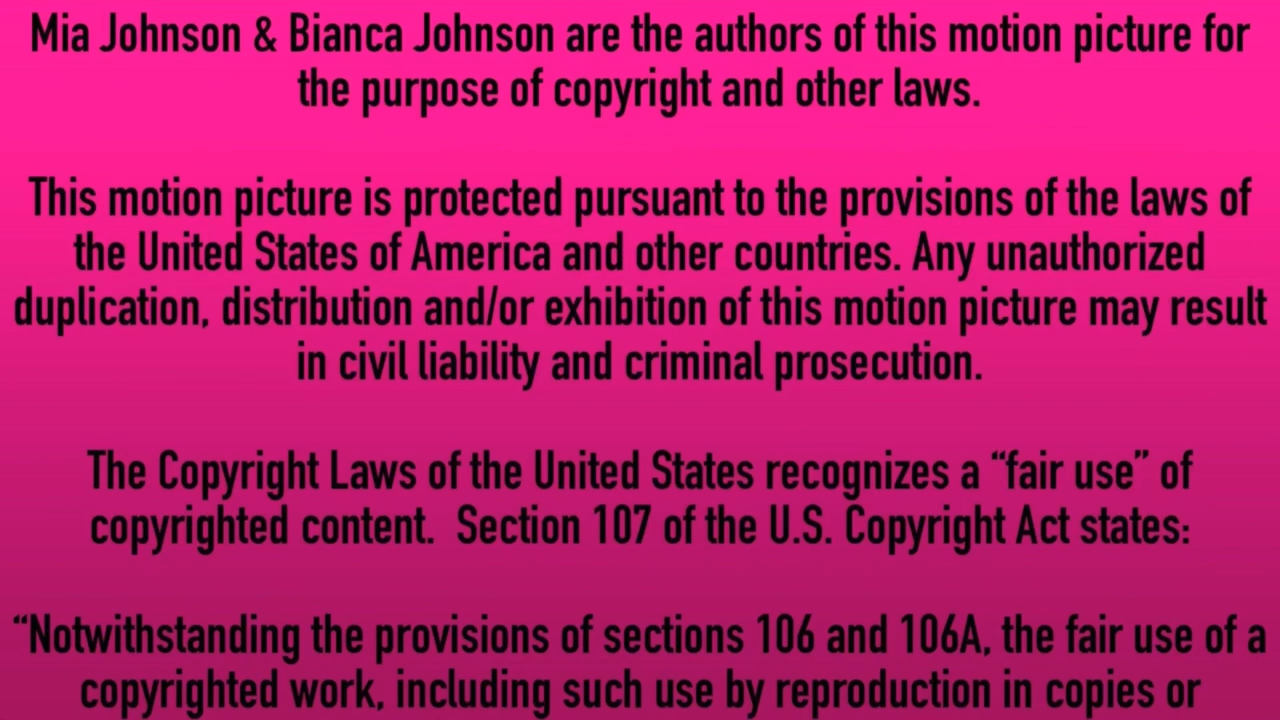 Mia Johnson & Bianca Johnson are the authors of this motion picture for
the purpose of copyright and other laws.
This motion picture is protected pursuant to the provisions of the laws of
the United States of America and other countries. Any unauthorized
duplication, distribution and/or exhibition of this motion picture may result
in civil liability and criminal prosecution.
The Copyright Laws of the United States recognizes a “fair use” of
copyrighted content.  Section 107 of the U.S. Copyright Act states:
“Notwithstanding the provisions of sections 106 and 106A, the fair use of a
copyrighted work, including such use by reproduction in copies or